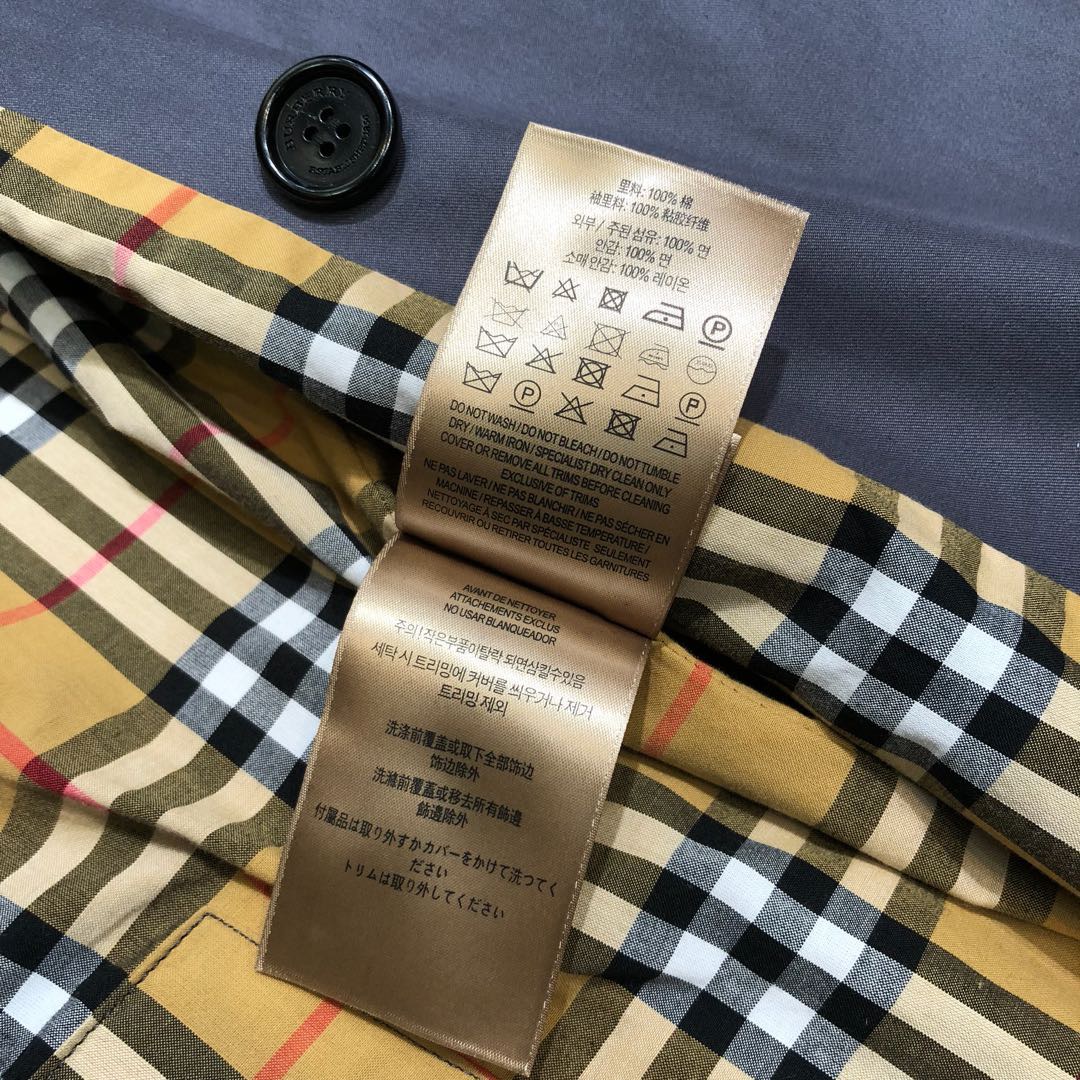 BURBERRY
里料: 100% 棉
袖里料: 100% 粘胶纤维
외부 / 주된섬유: 100% 면
안감: 100% 면
소매안감: 100% 레이온
P
P
P
DO NOT WASH / DO NOT BLEACH / DO NOT TUMBLE
DRY / WARM IRON / SPECIALIST DRY CLEAN ONLY
COVER OR REMOVE ALL TRIMS BEFORE CLEANING
EXCLUSIVE OF TRIMS
NE PAS LAVER / NE PAS BLANCHIR / NE PAS SÉCHER EN
MACHINE / REPASSER À BASSE TEMPERATURE /
NETTOYAGE À SEC PAR SPÉCIALISTE SEULEMENT
RECOUVRIR OU RETIRER TOUTES LES GARNITURES
AVANT DE NETTOYER
ATTACHEMENTS EXCLUS
NO USAR BLANQUEADOR
주의! 작은부품이탈락 되면삼킬수있음
세탁 시 트리밍에 커버를 씌우거나 제거
트리밍 제외
洗涤前覆盖或取下全部饰边
饰边除外
洗滌前覆蓋或移去所有飾邊
飾邊除外
付属品は取り外すかカバーをかけて洗つてく
ださい
トリムは取り外してください